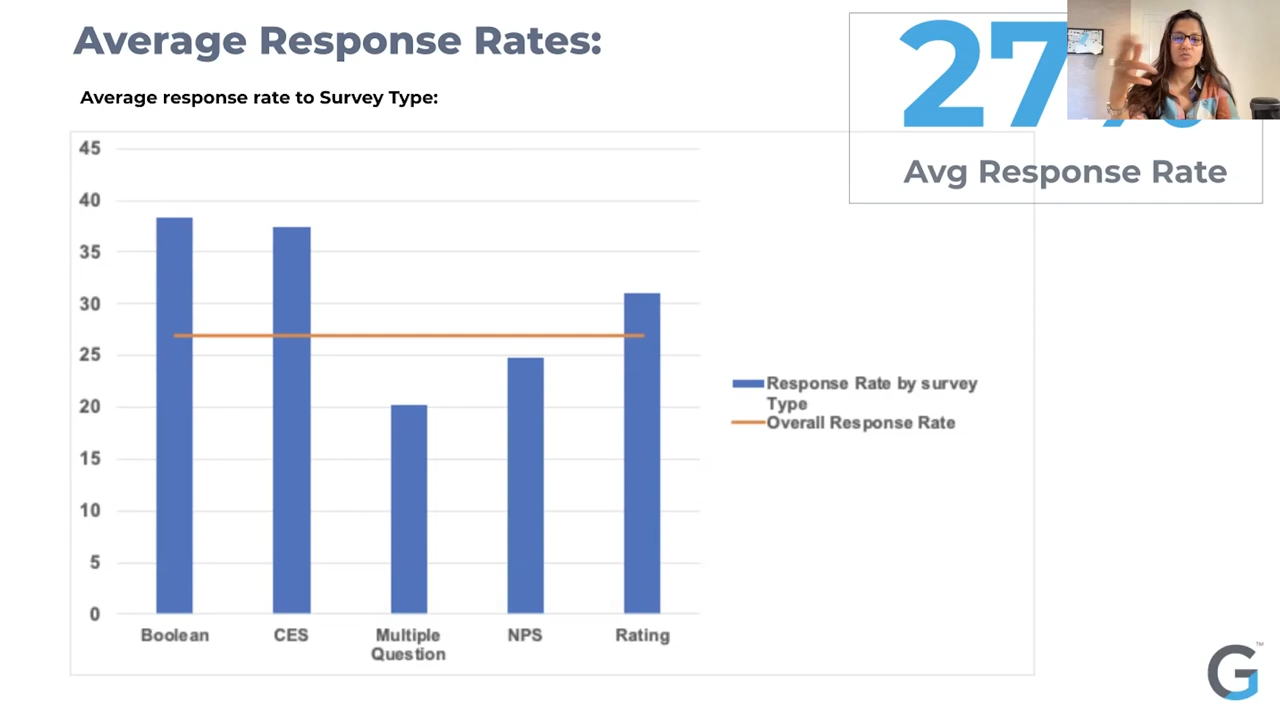 Average Response Rates:
Average response rate to Survey Type:
27%
Avg Response Rate
45
40
35
30
25
20
15
10
5
0
Boolean
CES
Multiple
Question
NPS
Rating
Response Rate by survey
Type
Overall Response Rate
G™